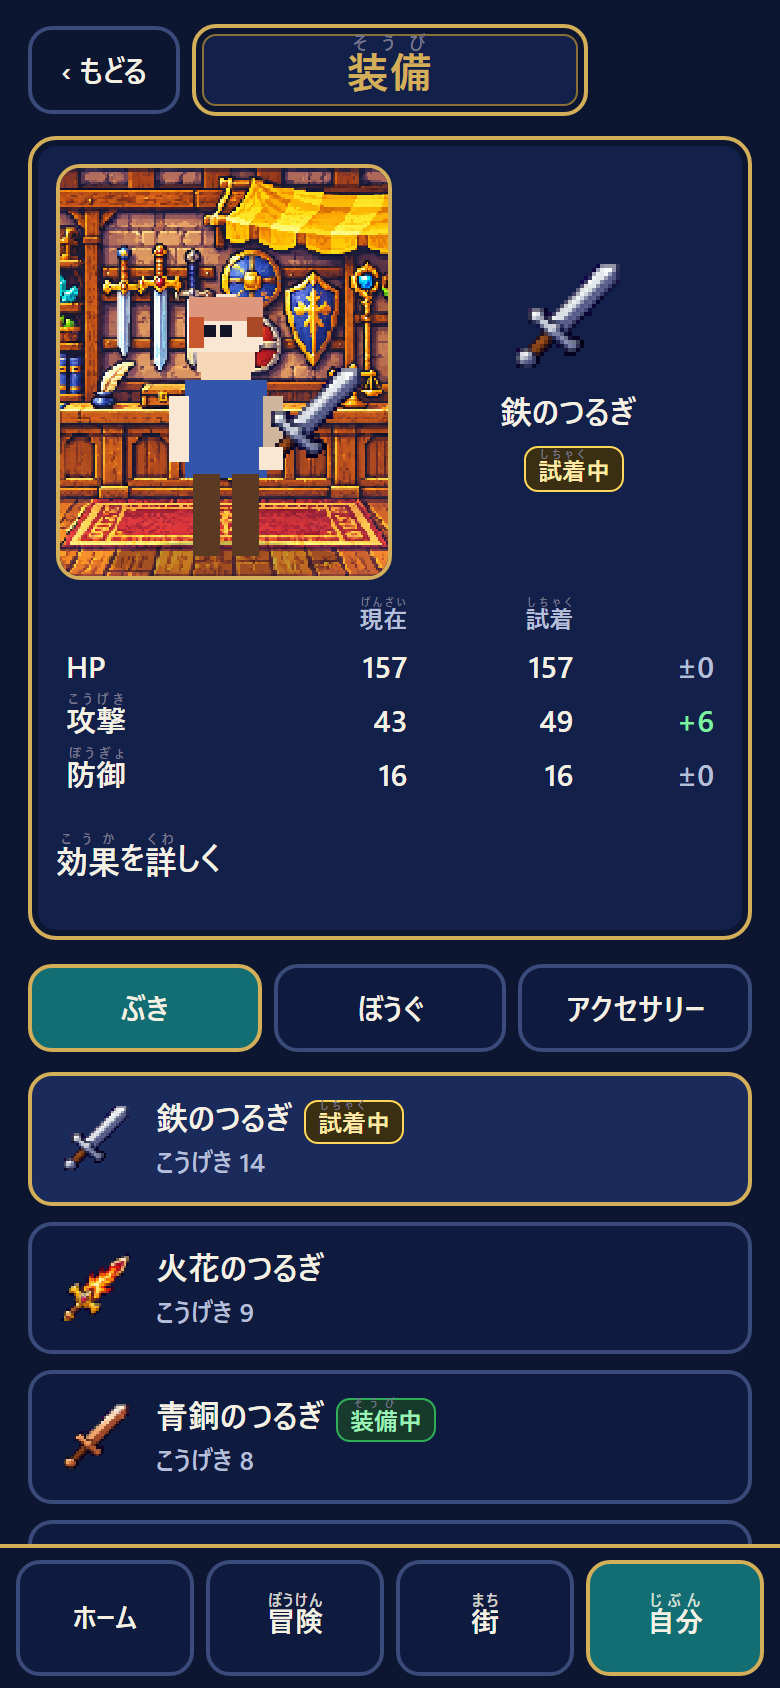 ‹ もどる
そうび
装備
鉄のつるぎ
しちゃく
試着中
げんざい しちゃく
現在 試着
HP 157 157 ±0
こうげき
攻撃 43 49 +6
ぼうぎょ
防御 16 16 ±0
こうか くわ
効果を詳しく
ぶき ぼうぐ アクセサリー
しちゃく
鉄のつるぎ 試着中
こうげき 14
火花のつるぎ
こうげき 9
そうび
青銅のつるぎ 装備中
こうげき 8
ぼうけん まち じぶん
ホーム 冒険 街 自分